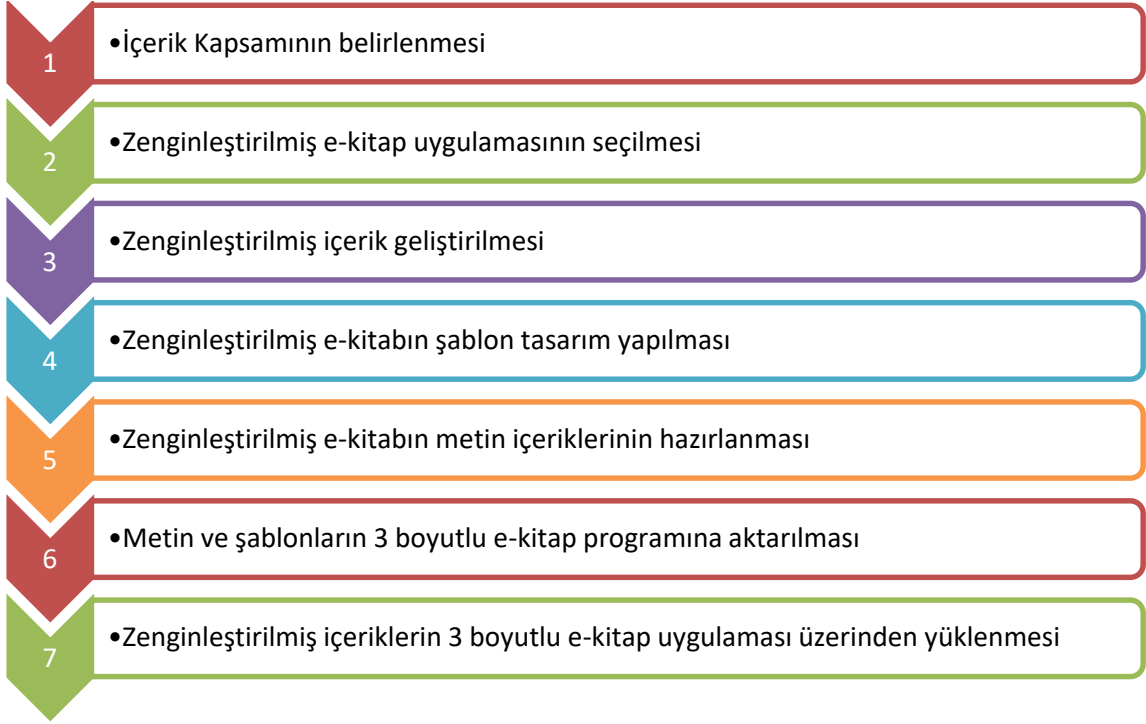 1
•İçerik Kapsamının belirlenmesi
2
•Zenginleştirilmiş e-kitap uygulamasının seçilmesi
3
•Zenginleştirilmiş içerik geliştirilmesi
4
•Zenginleştirilmiş e-kitabın şablon tasarım yapılması
5
•Zenginleştirilmiş e-kitabın metin içeriklerinin hazırlanması
6
•Metin ve şablonların 3 boyutlu e-kitap programına aktarılması
7
•Zenginleştirilmiş içeriklerin 3 boyutlu e-kitap uygulaması üzerinden yüklenmesi